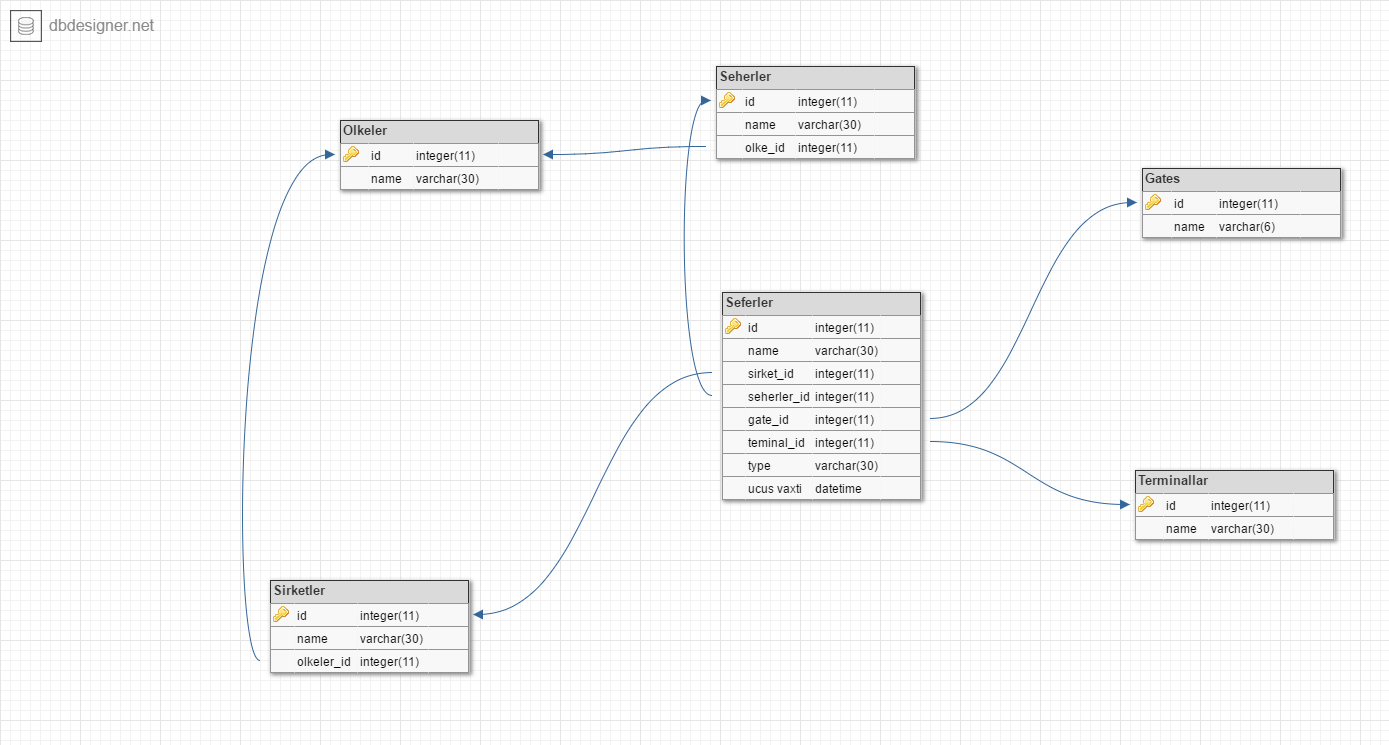 dbdesigner.net
Seherler
id integer(11)
name varchar(30)
olke_id integer(11)
Olkeler
id integer(11)
name varchar(30)
Gates
id integer(11)
name varchar(6)
Seferler
id integer(11)
name varchar(30)
sirket_id integer(11)
seherler_id integer(11)
gate_id integer(11)
teminal_id integer(11)
type varchar(30)
ucus vaxti datetime
Terminallar
id integer(11)
name varchar(30)
Sirketler
id integer(11)
name varchar(30)
olkeler_id integer(11)